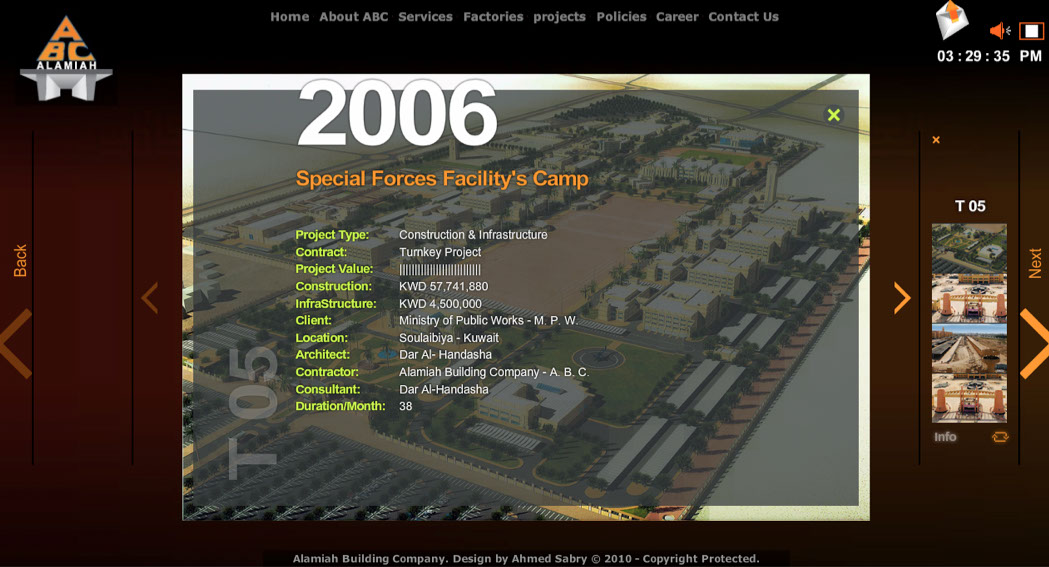 Home About ABC Services Factories projects Policies Career Contact Us
ABC
ALAMIAH
03 : 29 : 35 PM
2006
Special Forces Facility's Camp
Project Type: Construction & Infrastructure
Contract: Turnkey Project
Project Value: |||||||||||||||||||||||||||
Construction: KWD 57,741,880
InfraStructure: KWD 4,500,000
Client: Ministry of Public Works - M. P. W.
Location: Soulaibiya - Kuwait
Architect: Dar Al- Handasha
Contractor: Alamiah Building Company - A. B. C.
Consultant: Dar Al-Handasha
Duration/Month: 38
T 05
Back
T 05
Next
Info
Alamiah Building Company. Design by Ahmed Sabry © 2010 - Copyright Protected.